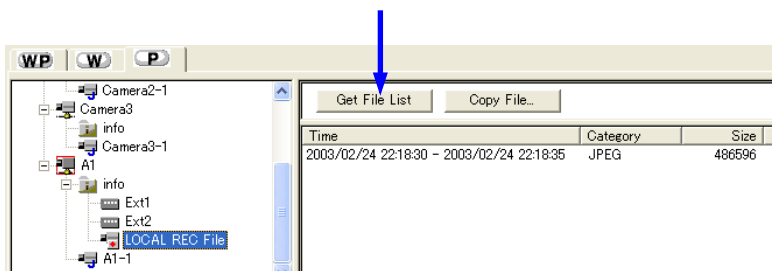 WP W P
Camera2-1
Camera3
info
Camera3-1
A1
info
Ext1
Ext2
LOCAL REC File
A1-1
Get File List Copy File...
Time Category Size
2003/02/24 22:18:30 - 2003/02/24 22:18:35 JPEG 486596